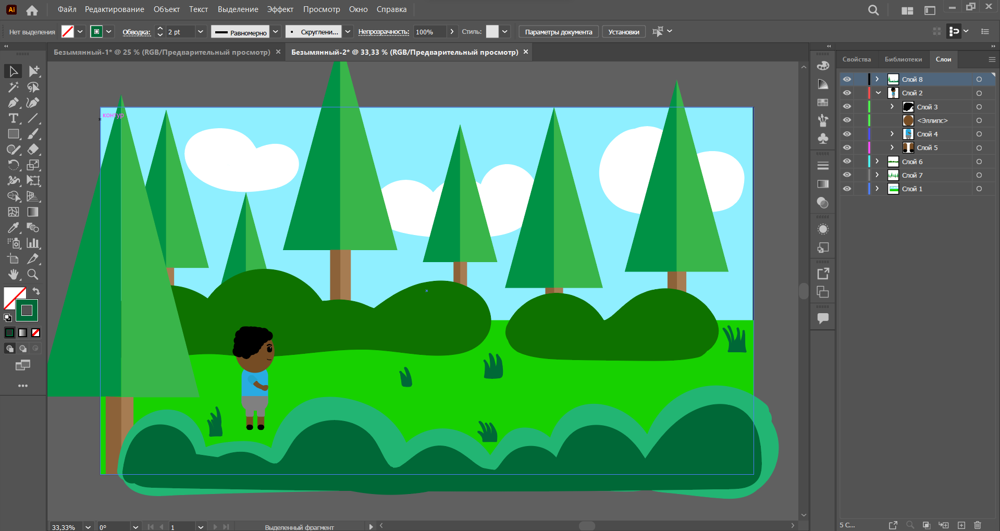 Ai Файл Редактирование Объект Текст Выделение Эффект Просмотр Окно Справка
Нет выделения Обводка: 2 pt Равномерно Скруглени... Непрозрачность: 100% Стиль: Параметры документа Установки
Безымянный-1* @ 25 % (RGB/Предварительный просмотр) × Безымянный-2* @ 33,33 % (RGB/Предварительный просмотр) ×
Свойства Библиотеки Слои
Слой 8
Слой 2
Слой 3
<Эллипс>
Слой 4
Слой 5
Слой 6
Слой 7
Слой 1
контур
33,33% 0° 1 Выделенный фрагмент
5 С...